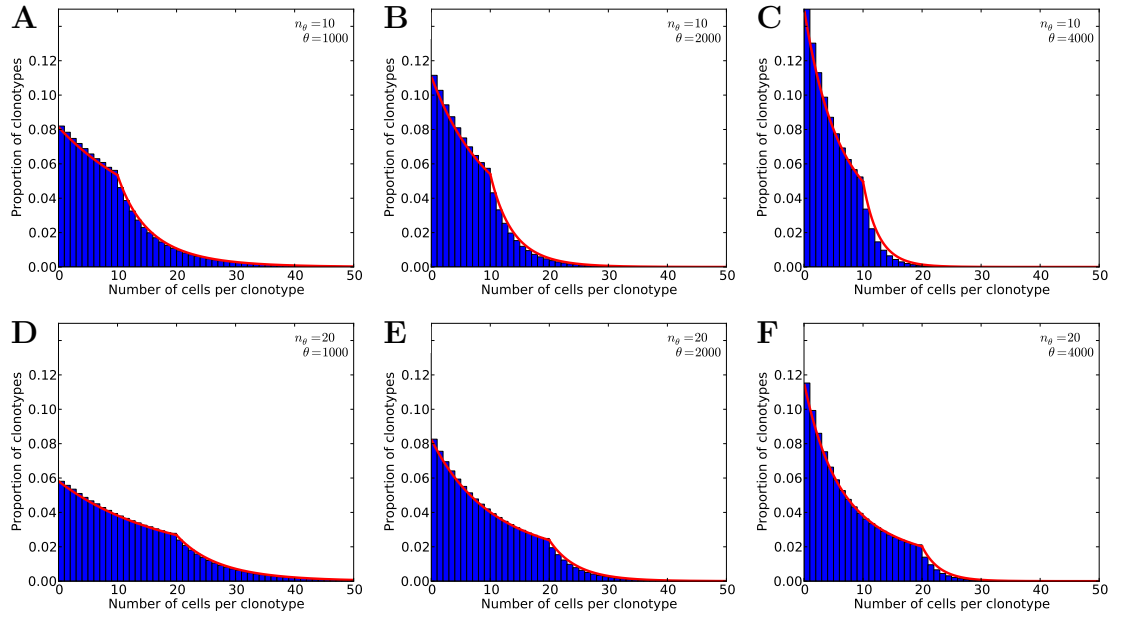 A
n_θ =10
θ =1000
0.12
0.10
0.08
0.06
0.04
0.02
0.00
Proportion of clonotypes
0 10 20 30 40 50
Number of cells per clonotype
B
n_θ =10
θ =2000
0.12
0.10
0.08
0.06
0.04
0.02
0.00
Proportion of clonotypes
0 10 20 30 40 50
Number of cells per clonotype
C
n_θ =10
θ =4000
0.12
0.10
0.08
0.06
0.04
0.02
0.00
Proportion of clonotypes
0 10 20 30 40 50
Number of cells per clonotype
D
n_θ =20
θ =1000
0.12
0.10
0.08
0.06
0.04
0.02
0.00
Proportion of clonotypes
0 10 20 30 40 50
Number of cells per clonotype
E
n_θ =20
θ =2000
0.12
0.10
0.08
0.06
0.04
0.02
0.00
Proportion of clonotypes
0 10 20 30 40 50
Number of cells per clonotype
F
n_θ =20
θ =4000
0.12
0.10
0.08
0.06
0.04
0.02
0.00
Proportion of clonotypes
0 10 20 30 40 50
Number of cells per clonotype